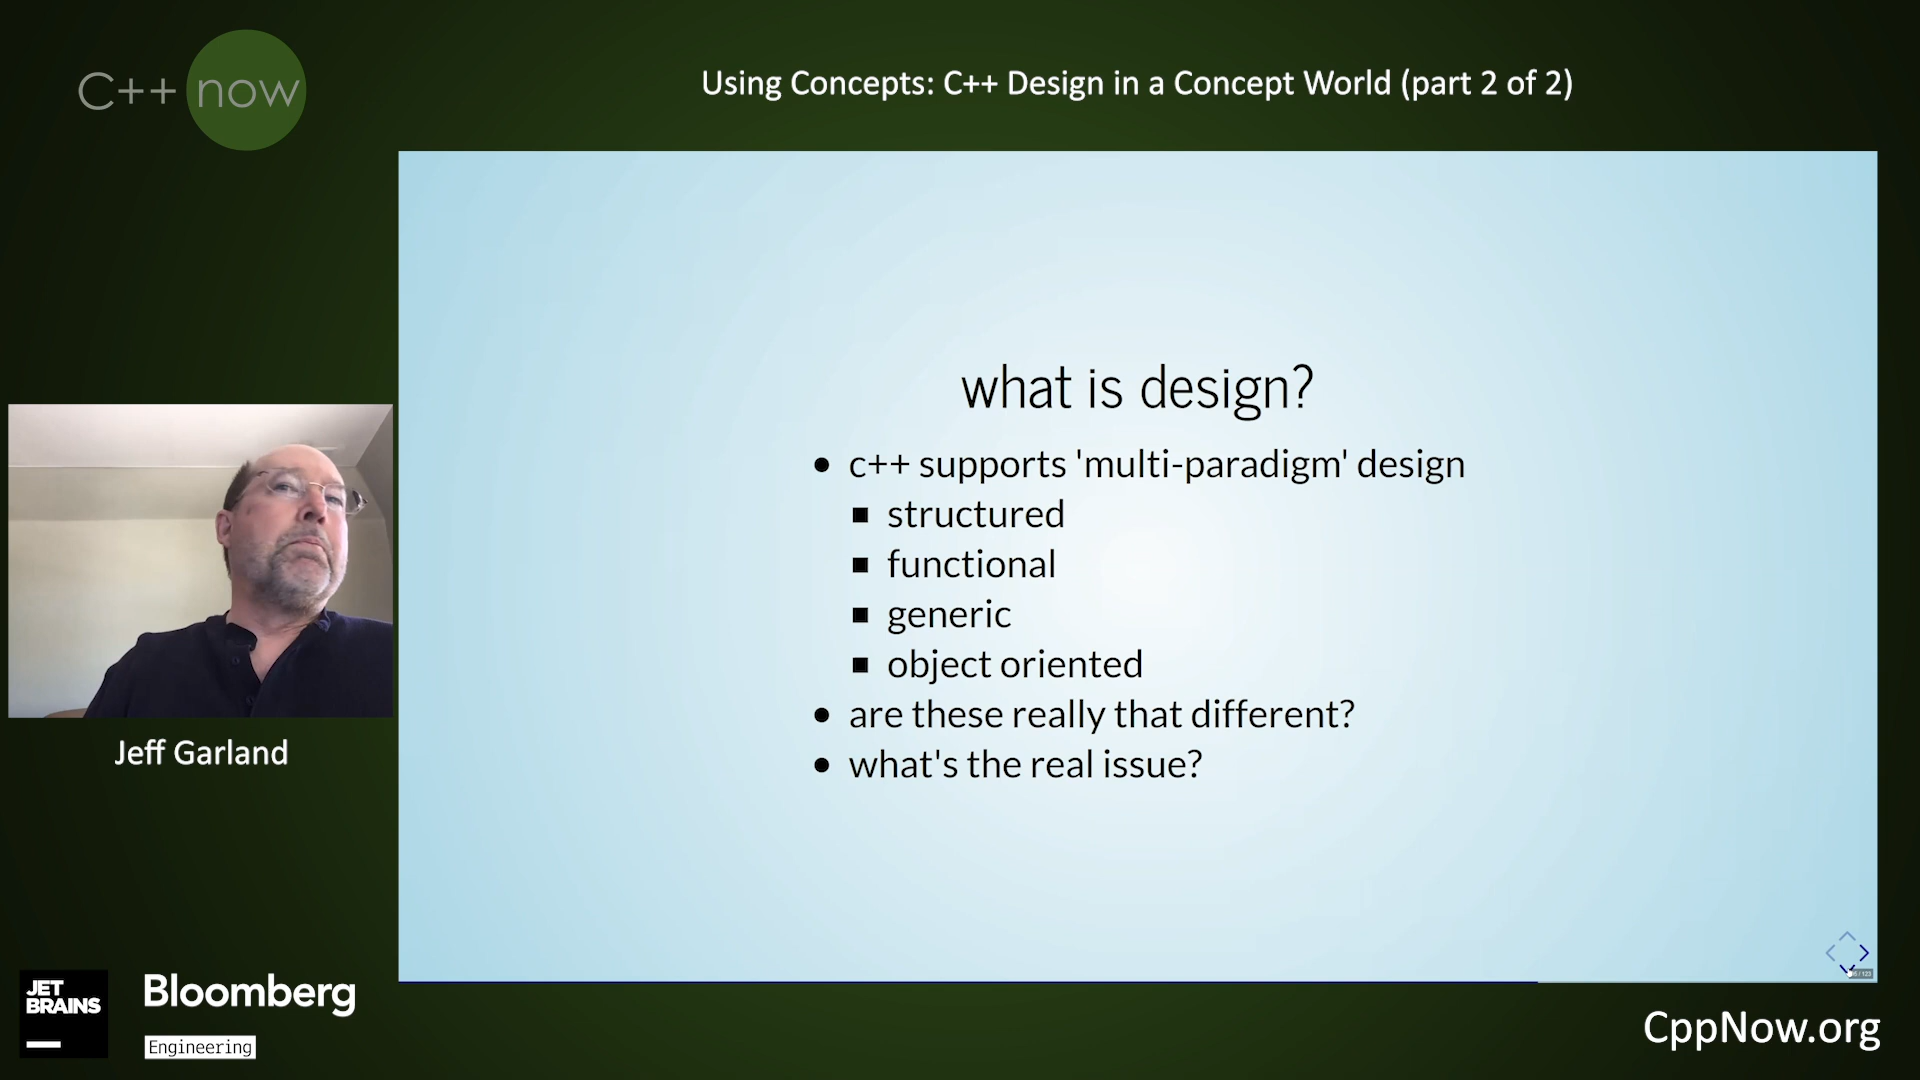 C++ now
Using Concepts: C++ Design in a Concept World (part 2 of 2)
what is design?
c++ supports 'multi-paradigm' design
structured
functional
generic
object oriented
are these really that different?
what's the real issue?
Jeff Garland
JET
BRAINS
Bloomberg
Engineering
CppNow.org